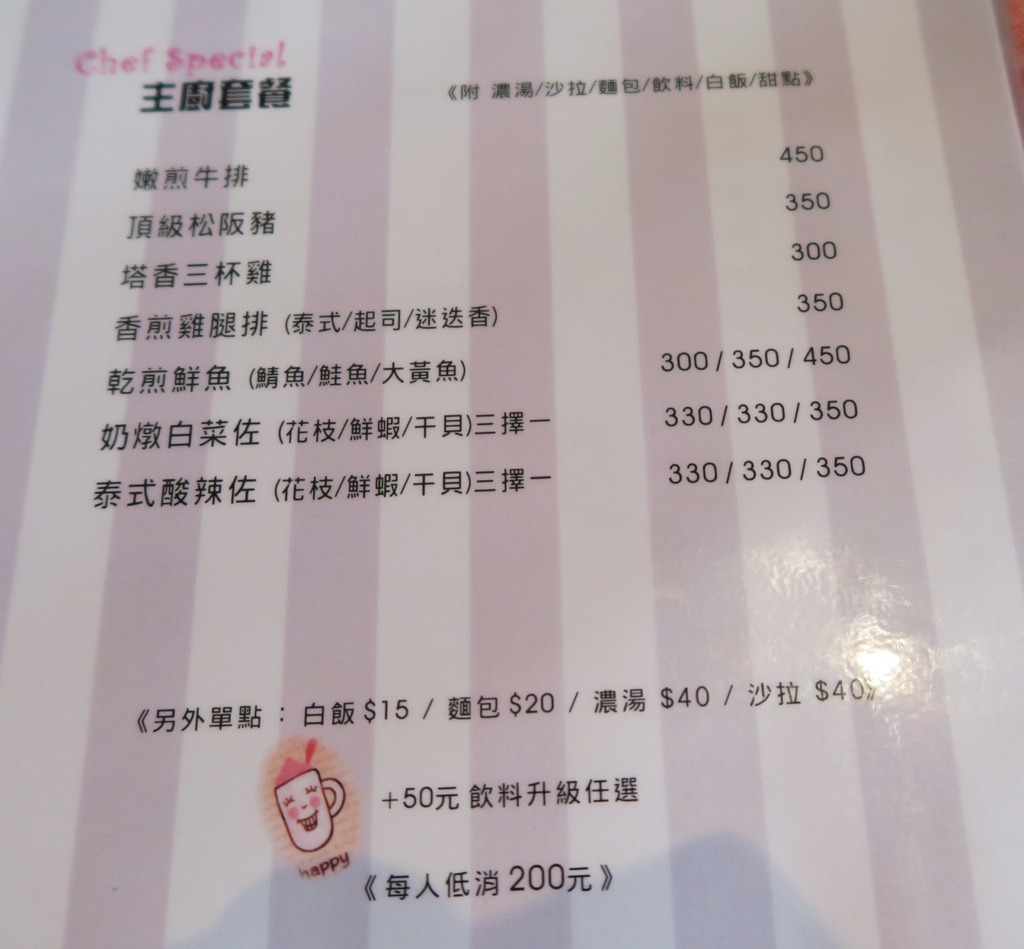 Chef Special
主廚套餐 《附 濃湯/沙拉/麵包/飲料/白飯/甜點》
嫩煎牛排 450
頂級松阪豬 350
塔香三杯雞 300
香煎雞腿排 (泰式/起司/迷迭香) 350
乾煎鮮魚 (鯖魚/鮭魚/大黃魚) 300 / 350 / 450
奶燉白菜佐 (花枝/鮮蝦/干貝)三擇一 330 / 330 / 350
泰式酸辣佐 (花枝/鮮蝦/干貝)三擇一 330 / 330 / 350
《另外單點 : 白飯 $15 / 麵包 $20 / 濃湯 $40 / 沙拉 $40》
+50元 飲料升級任選
happy
《 每人低消 200元 》